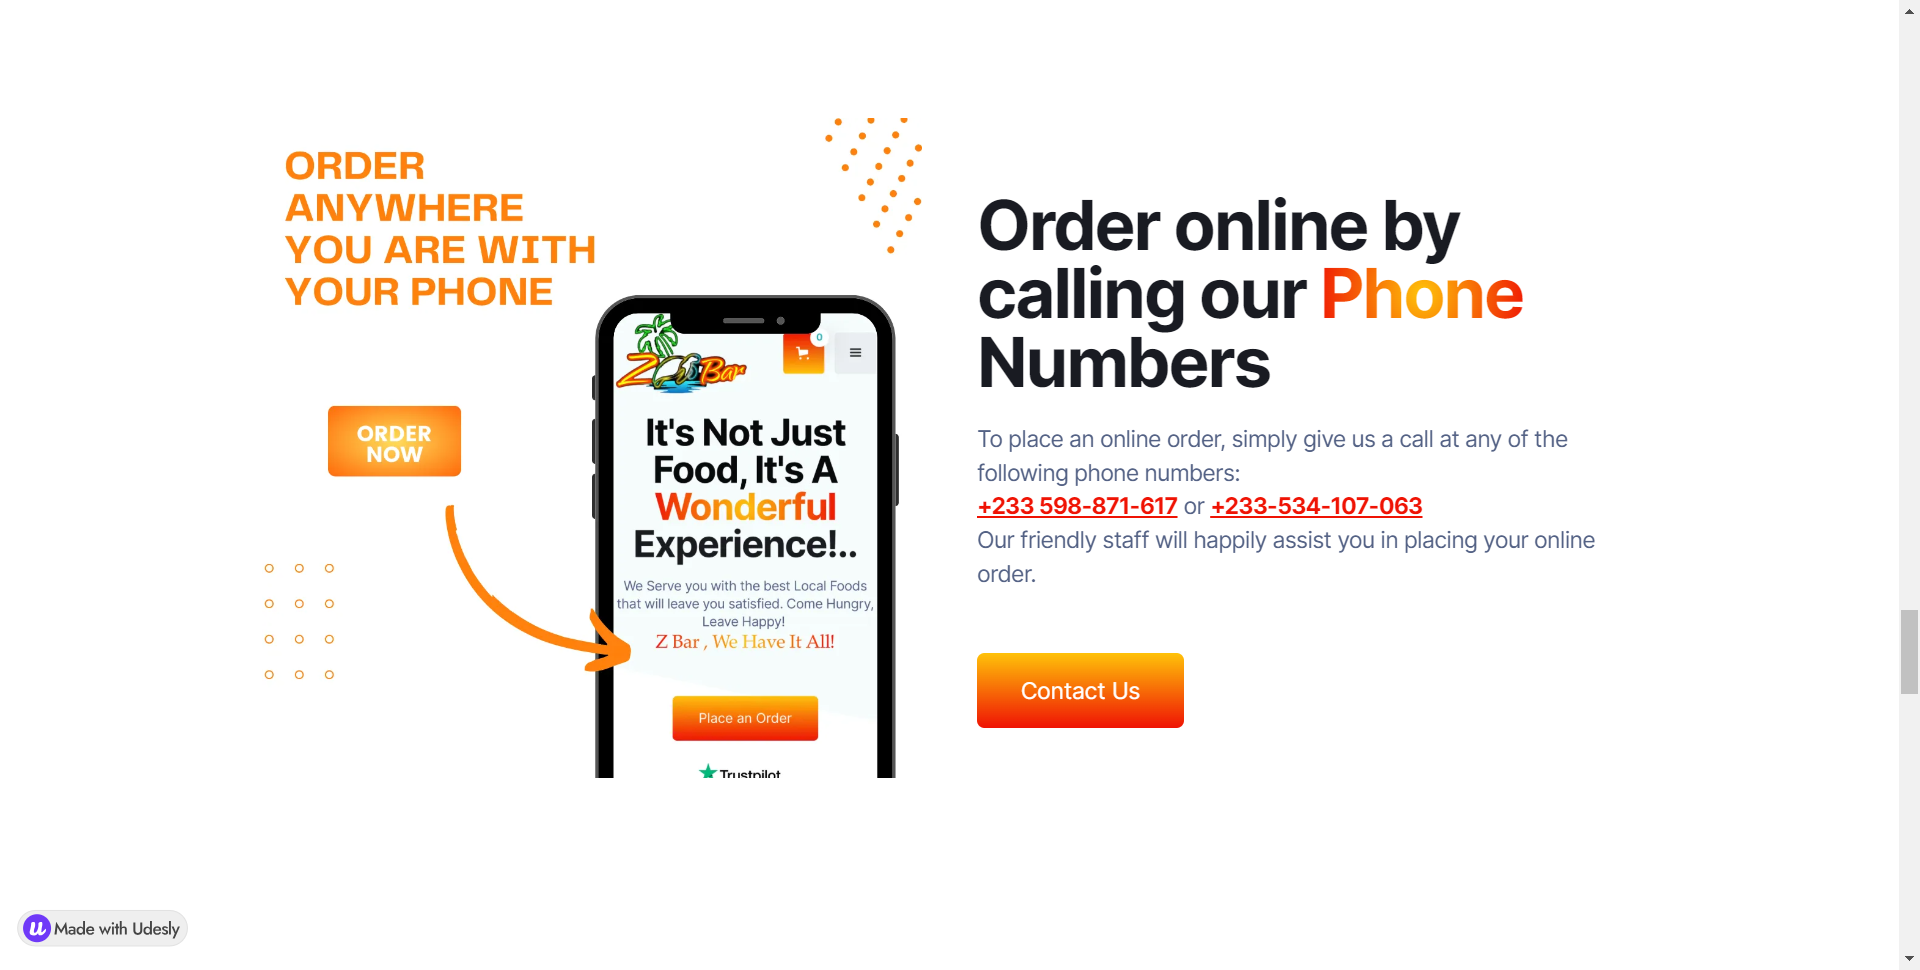 ORDER
ANYWHERE
YOU ARE WITH
YOUR PHONE
ORDER
NOW
Z Bar
0
It's Not Just
Food, It's A
Wonderful
Experience!..
We Serve you with the best Local Foods
that will leave you satisfied. Come Hungry,
Leave Happy!
Z Bar , We Have It All!
Place an Order
Trustpilot
Order online by
calling our Phone
Numbers
To place an online order, simply give us a call at any of the
following phone numbers:
+233 598-871-617 or +233-534-107-063
Our friendly staff will happily assist you in placing your online
order.
Contact Us
u Made with Udesly